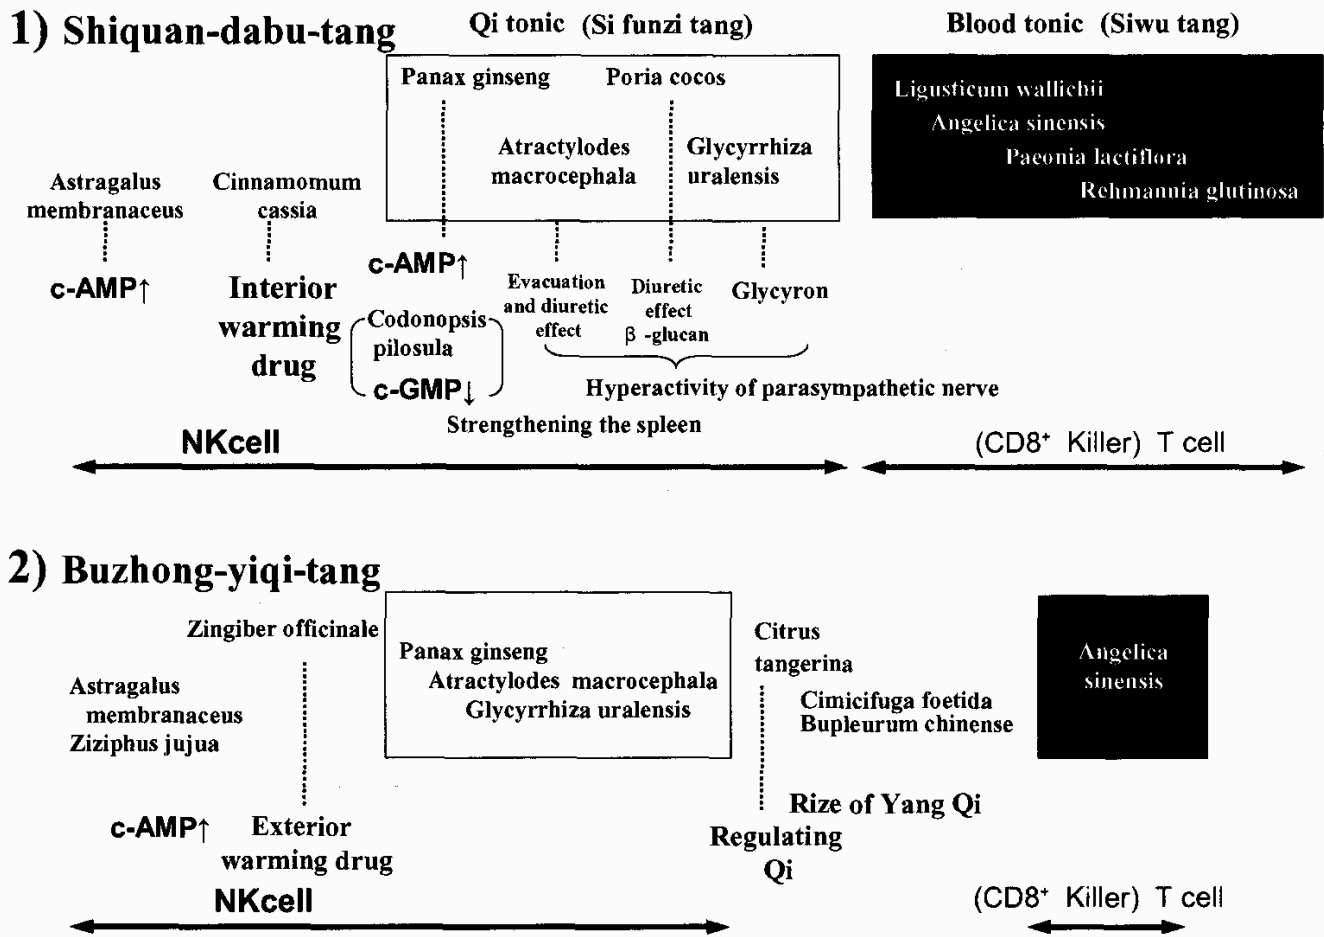 1) Shiquan-dabu-tang
Qi tonic (Si funzi tang)
Blood tonic (Siwu tang)
Panax ginseng
Poria cocos
Atractylodes
macrocephala
Glycyrrhiza
uralensis
Ligusticum wallichii
Angelica sinensis
Paeonia lactiflora
Rehmannia glutinosa
Astragalus
membranaceus
Cinnamomum
cassia
c-AMP↑
Interior
warming
drug
c-AMP↑
Codonopsis
pilosula
c-GMP↓
Evacuation
and diuretic
effect
Diuretic
effect
β -glucan
Glycyron
Hyperactivity of parasympathetic nerve
Strengthening the spleen
NKcell
(CD8⁺ Killer) T cell
2) Buzhong-yiqi-tang
Zingiber officinale
Astragalus
membranaceus
Ziziphus jujua
Panax ginseng
Atractylodes macrocephala
Glycyrrhiza uralensis
Citrus
tangerina
Cimicifuga foetida
Bupleurum chinense
Angelica
sinensis
c-AMP↑
Exterior
warming drug
Rize of Yang Qi
Regulating
Qi
NKcell
(CD8⁺ Killer) T cell